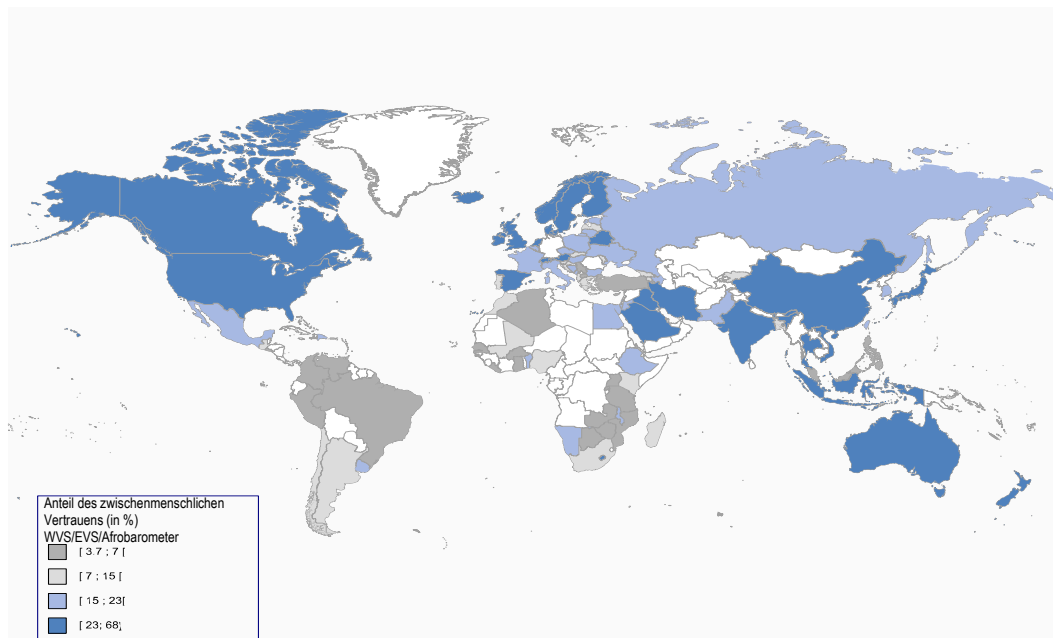 Anteil des zwischenmenschlichen
Vertrauens (in %)
WVS/EVS/Afrobarometer
[ 3.7 ; 7 [
[ 7 ; 15 [
[ 15 ; 23[
[ 23; 68]